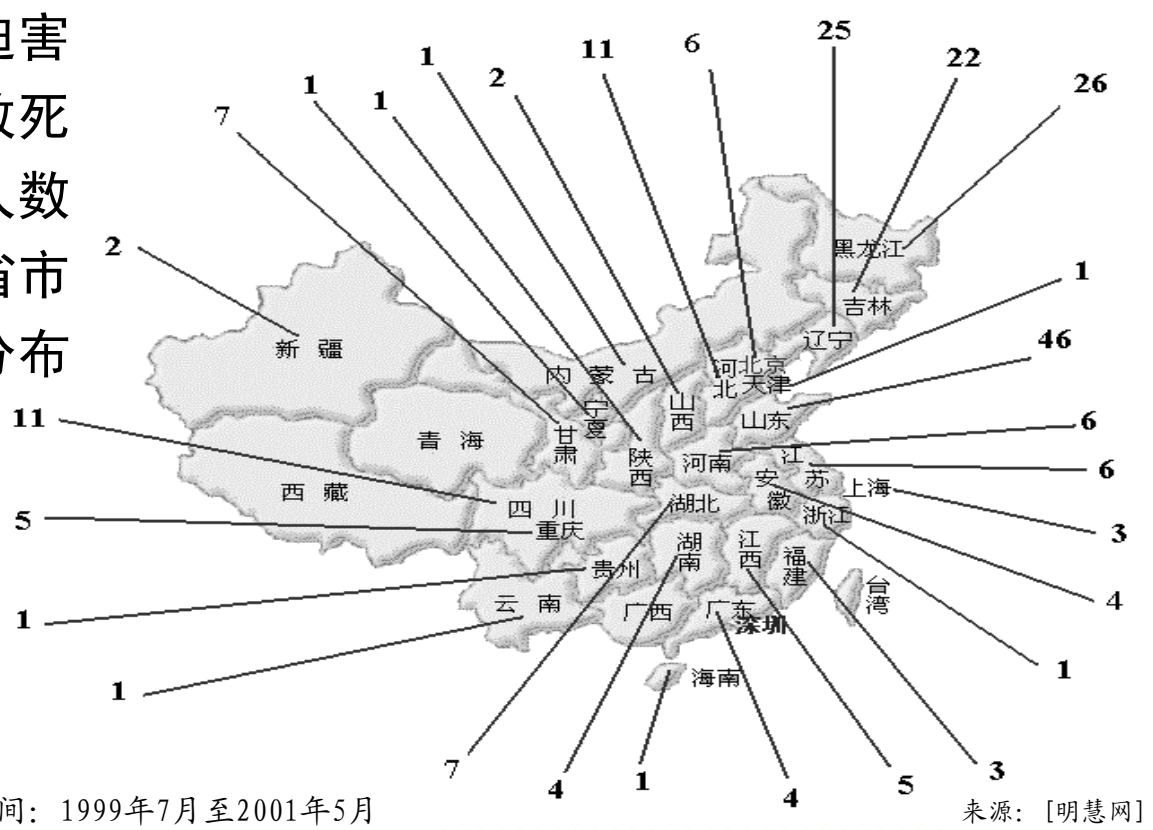 迫害
致死
人数
省市
分布
25
6
11
22
1
2
26
1
1
7
2
1
46
6
6
3
4
1
3
5
4
1
4
7
1
1
5
11
黑龙江
吉林
辽宁
新 疆
内 蒙 古
河北
北京
天津
山西
山东
宁夏
甘肃
青 海
陕西
河南
江苏
安徽
上海
西 藏
四 川
重庆
湖北
浙江
湖南
江西
福建
贵州
台湾
云 南
广西
广东
深圳
海南
间：1999年7月至2001年5月
来源：[明慧网]